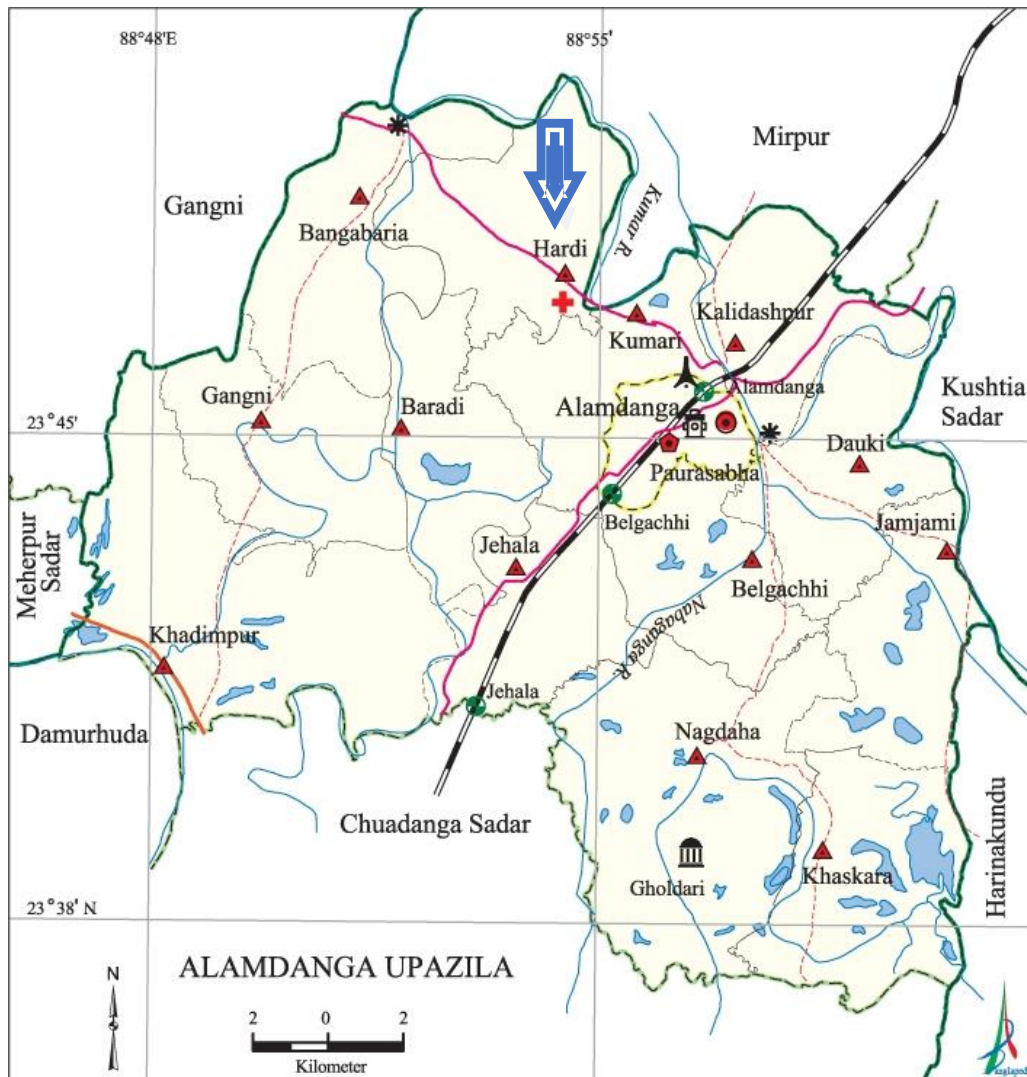 88°48'E
88°55'
Mirpur
Gangni
Kumar R.
Bangabaria
Hardi
Kalidashpur
Kumari
Gangni
Baradi
Alamdanga
Alamdanga
Kushtia
Sadar
23°45'
Dauki
Paurasabha
Belgachhi
Jamjami
Meherpur
Sadar
Jehala
Belgachhi
Nabaganga R.
Khadimpur
Jehala
Damurhuda
Nagdaha
Chuadanga Sadar
Harinakundu
Gholdari
Khaskara
23°38' N
N
ALAMDANGA UPAZILA
2 0 2
Kilometer